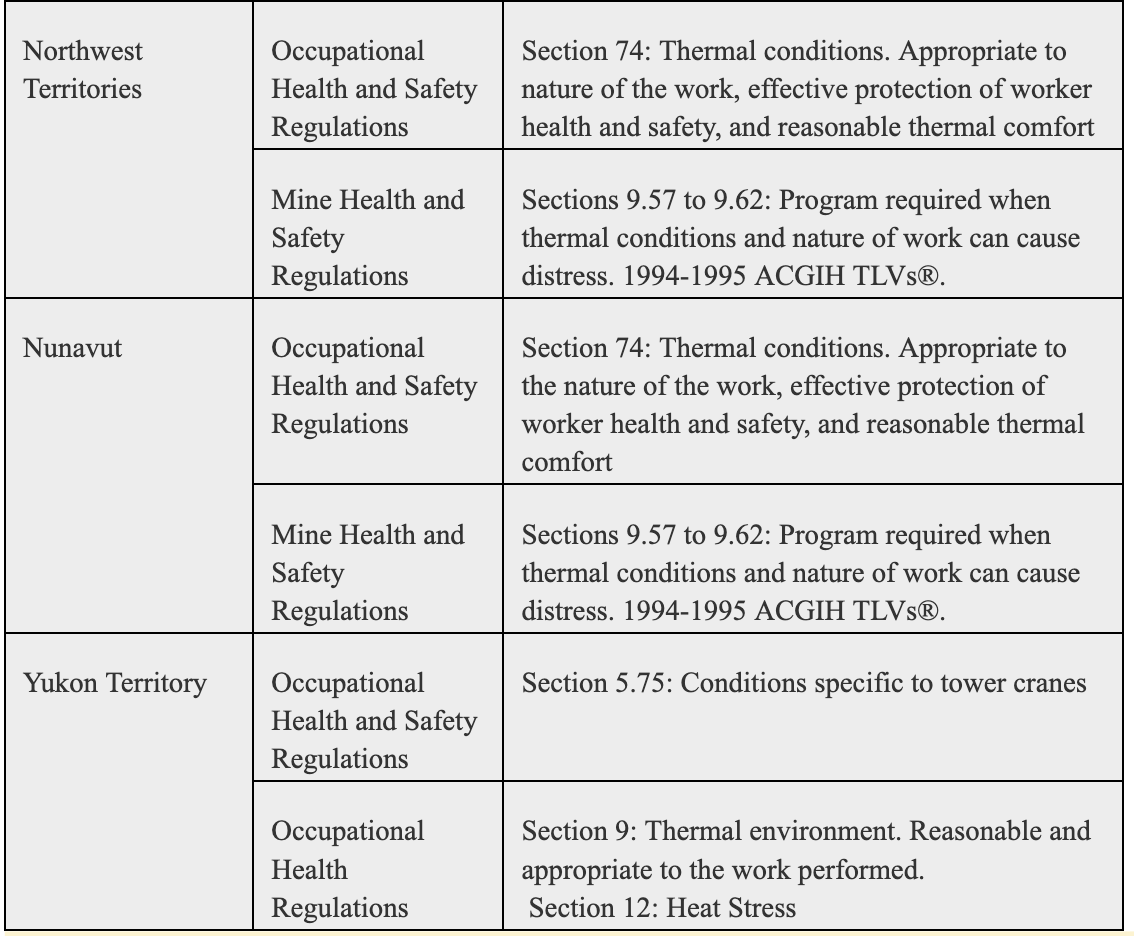 Northwest
Territories
Occupational
Health and Safety
Regulations
Section 74: Thermal conditions. Appropriate to
nature of the work, effective protection of worker
health and safety, and reasonable thermal comfort
Mine Health and
Safety
Regulations
Sections 9.57 to 9.62: Program required when
thermal conditions and nature of work can cause
distress. 1994-1995 ACGIH TLVs®.
Nunavut
Occupational
Health and Safety
Regulations
Section 74: Thermal conditions. Appropriate to
the nature of the work, effective protection of
worker health and safety, and reasonable thermal
comfort
Mine Health and
Safety
Regulations
Sections 9.57 to 9.62: Program required when
thermal conditions and nature of work can cause
distress. 1994-1995 ACGIH TLVs®.
Yukon Territory
Occupational
Health and Safety
Regulations
Section 5.75: Conditions specific to tower cranes
Occupational
Health
Regulations
Section 9: Thermal environment. Reasonable and
appropriate to the work performed.
Section 12: Heat Stress